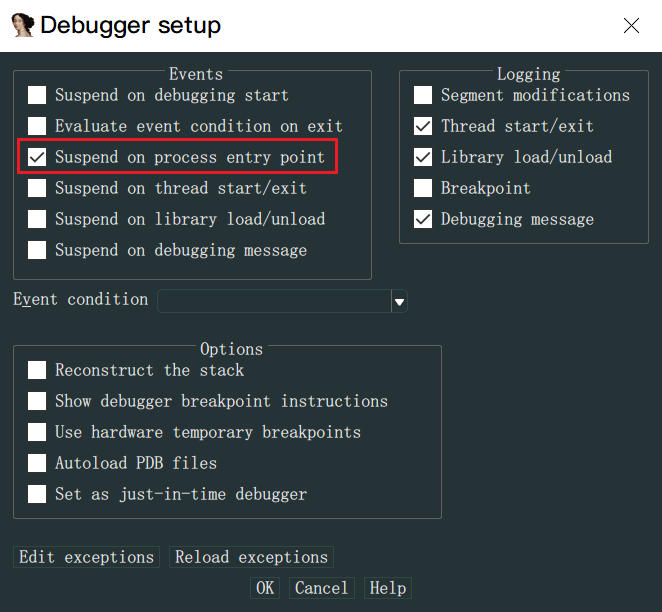 Debugger setup
Events
Suspend on debugging start
Evaluate event condition on exit
Suspend on process entry point
Suspend on thread start/exit
Suspend on library load/unload
Suspend on debugging message
Logging
Segment modifications
Thread start/exit
Library load/unload
Breakpoint
Debugging message
Event condition
Options
Reconstruct the stack
Show debugger breakpoint instructions
Use hardware temporary breakpoints
Autoload PDB files
Set as just-in-time debugger
Edit exceptions Reload exceptions
OK Cancel Help